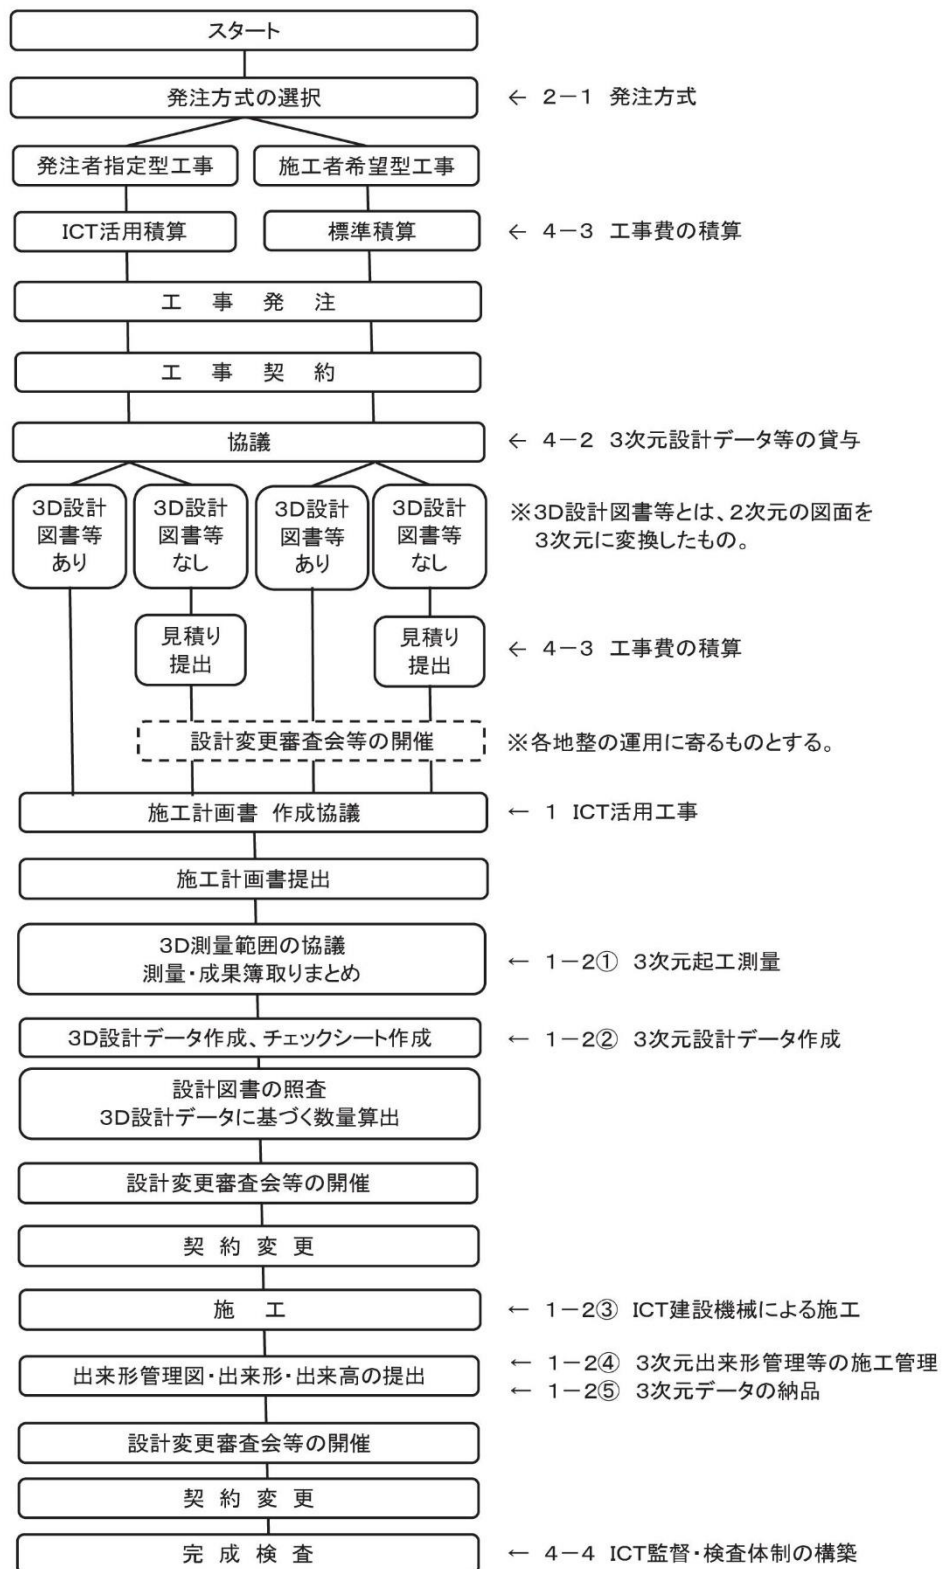 スタート
発注方式の選択
← 2－1 発注方式
発注者指定型工事
施工者希望型工事
ICT活用積算
標準積算
← 4－3 工事費の積算
工 事 発 注
工 事 契 約
協議
← 4－2 3次元設計データ等の貸与
3D設計
図書等
あり
3D設計
図書等
なし
3D設計
図書等
あり
3D設計
図書等
なし
※3D設計図書等とは、2次元の図面を
3次元に変換したもの。
見積り
提出
見積り
提出
← 4－3 工事費の積算
設計変更審査会等の開催
※各地整の運用に寄るものとする。
施工計画書 作成協議
← 1 ICT活用工事
施工計画書提出
3D測量範囲の協議
測量・成果簿取りまとめ
← 1－2① 3次元起工測量
3D設計データ作成、チェックシート作成
← 1－2② 3次元設計データ作成
設計図書の照査
3D設計データに基づく数量算出
設計変更審査会等の開催
契 約 変 更
施 工
← 1－2③ ICT建設機械による施工
出来形管理図・出来形・出来高の提出
← 1－2④ 3次元出来形管理等の施工管理
← 1－2⑤ 3次元データの納品
設計変更審査会等の開催
契 約 変 更
完 成 検 査
← 4－4 ICT監督・検査体制の構築